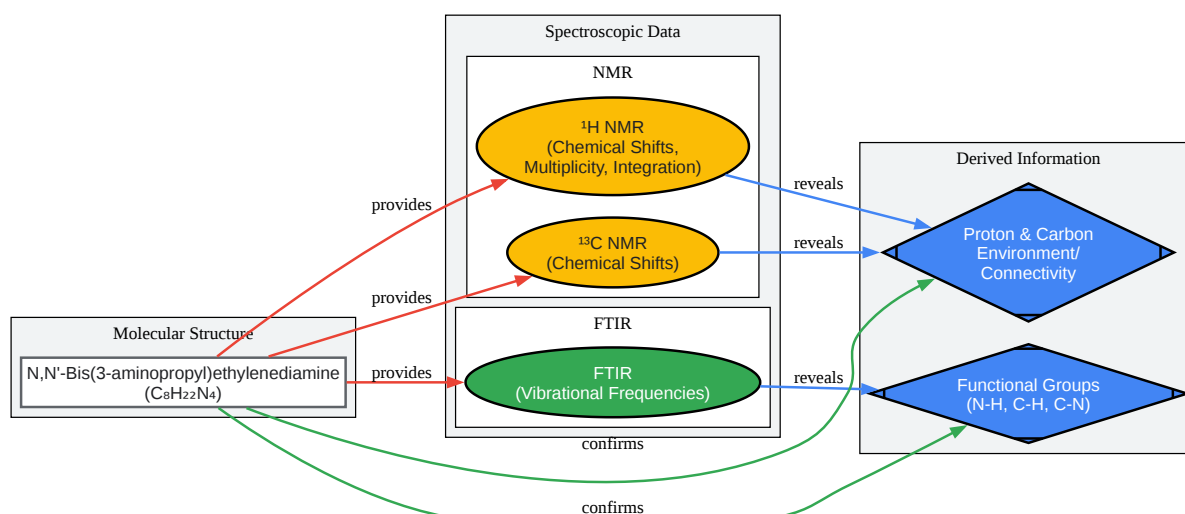 Spectroscopic Data
NMR
¹H NMR
(Chemical Shifts,
Multiplicity, Integration)
Derived Information
reveals
provides
Proton & Carbon
Environment/
Connectivity
¹³C NMR
(Chemical Shifts)
reveals
provides
FTIR
Molecular Structure
N,N'-Bis(3-aminopropyl)ethylenediamine
(C₈H₂₂N₄)
provides
FTIR
(Vibrational Frequencies)
reveals
Functional Groups
(N-H, C-H, C-N)
confirms
confirms